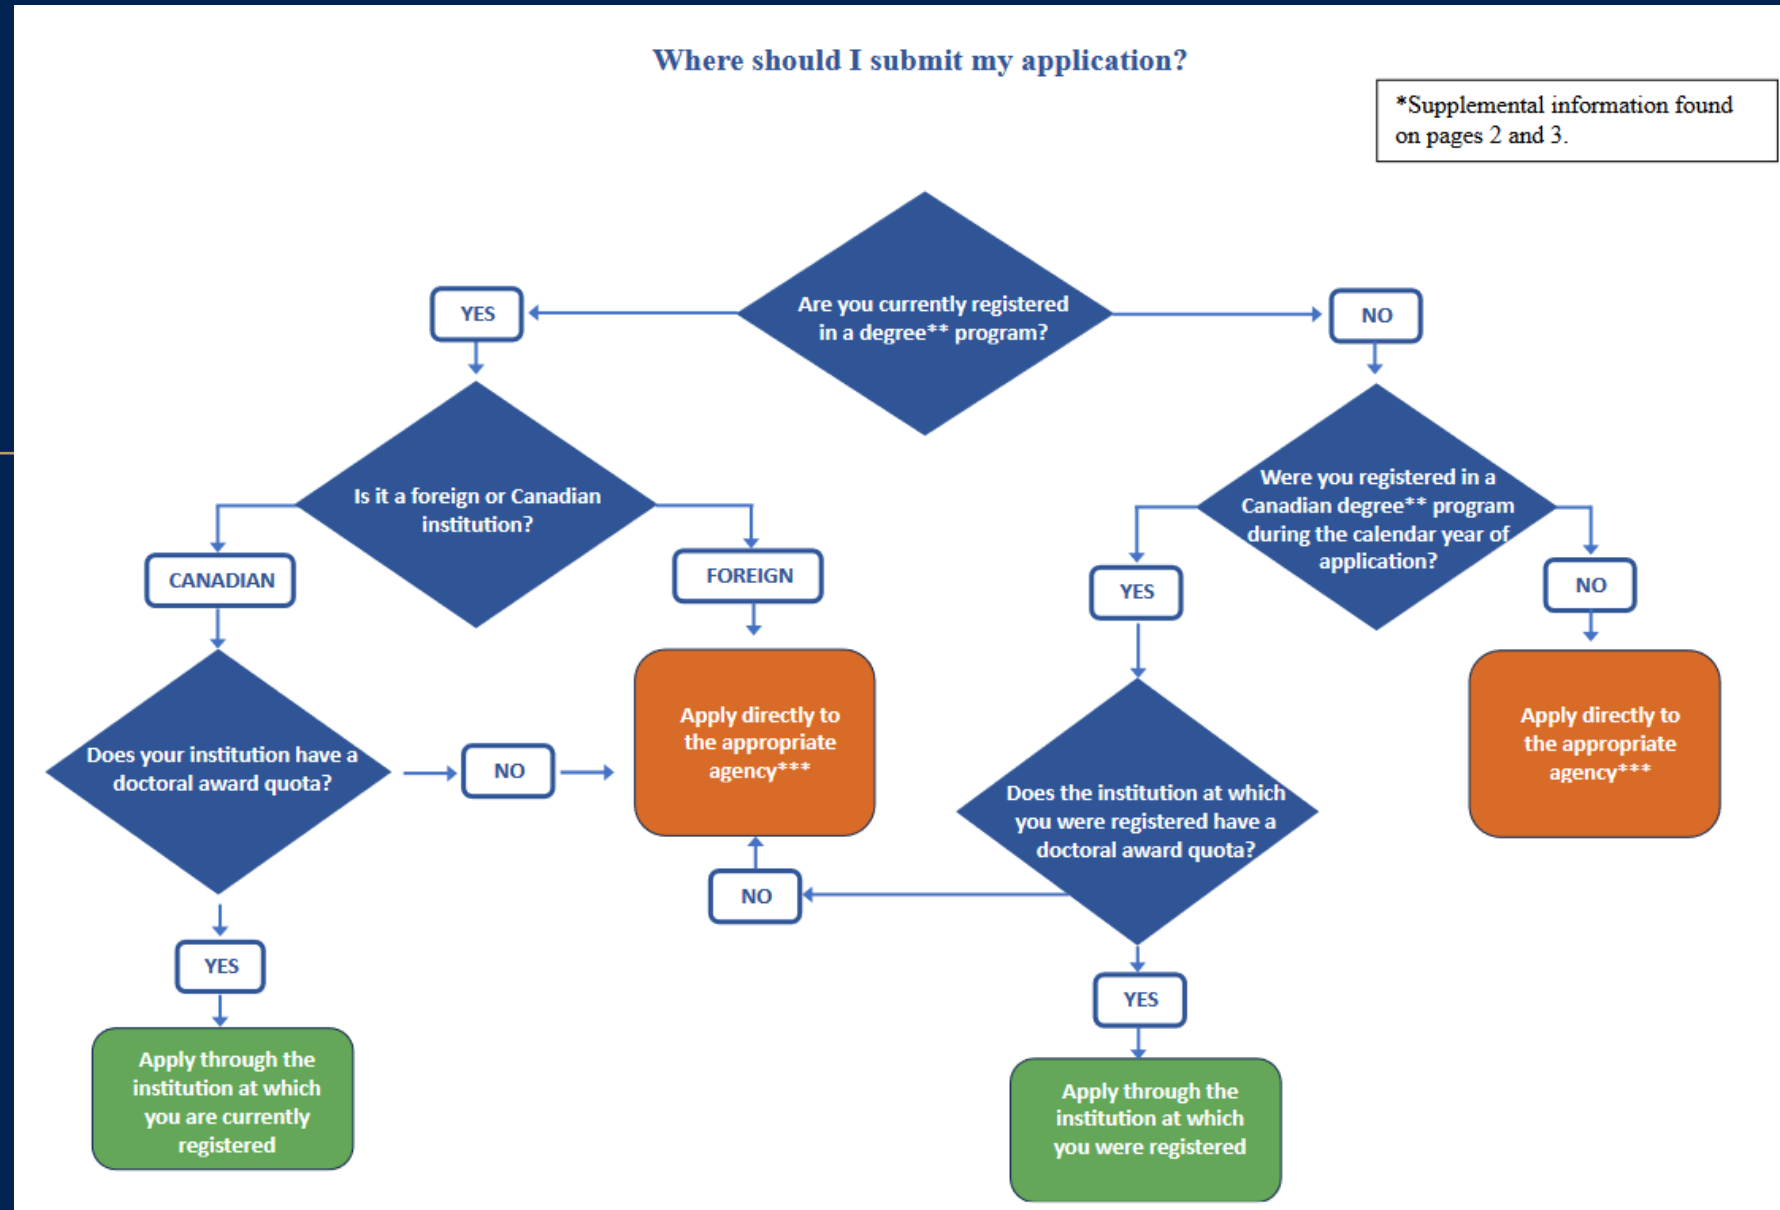 Where should I submit my application?
*Supplemental information found
on pages 2 and 3.
Are you currently registered
in a degree** program?
YES
NO
Is it a foreign or Canadian
institution?
Were you registered in a
Canadian degree** program
during the calendar year of
application?
CANADIAN
FOREIGN
YES
NO
Does your institution have a
doctoral award quota?
NO
Apply directly to
the appropriate
agency***
Does the institution at which
you were registered have a
doctoral award quota?
Apply directly to
the appropriate
agency***
NO
YES
YES
Apply through the
institution at which
you are currently
registered
Apply through the
institution at which
you were registered